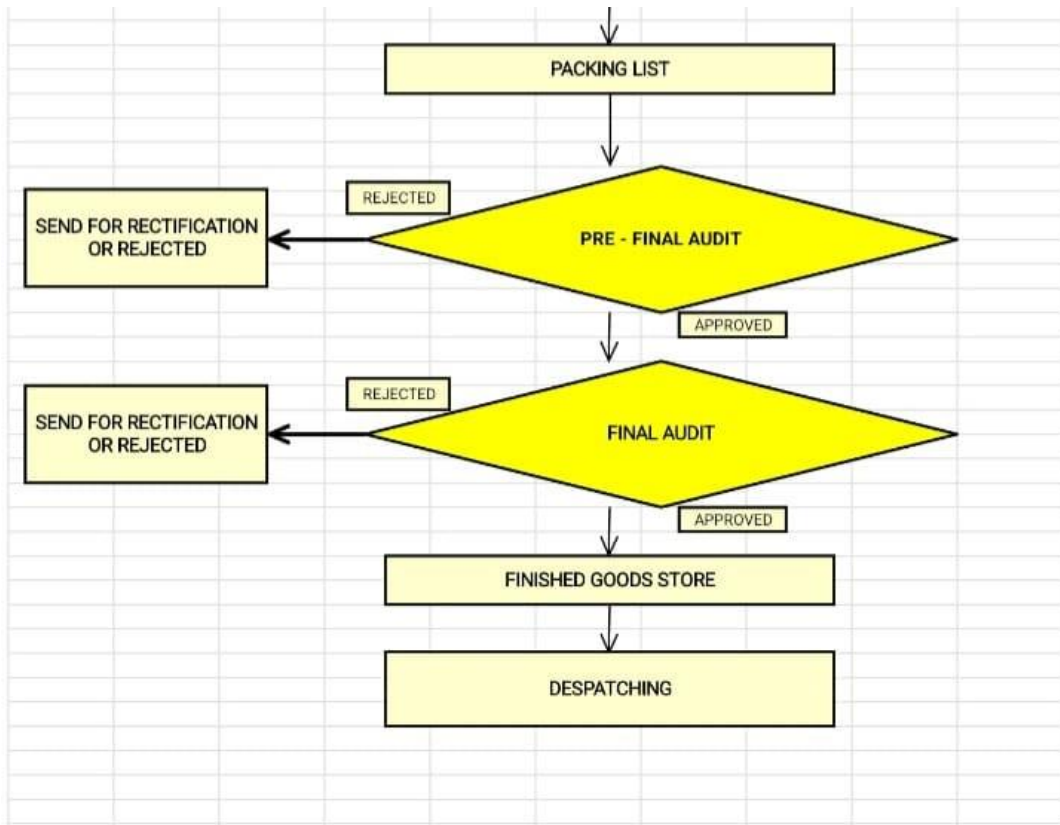 PACKING LIST
REJECTED
SEND FOR RECTIFICATION
OR REJECTED
PRE - FINAL AUDIT
APPROVED
REJECTED
SEND FOR RECTIFICATION
OR REJECTED
FINAL AUDIT
APPROVED
FINISHED GOODS STORE
DESPATCHING